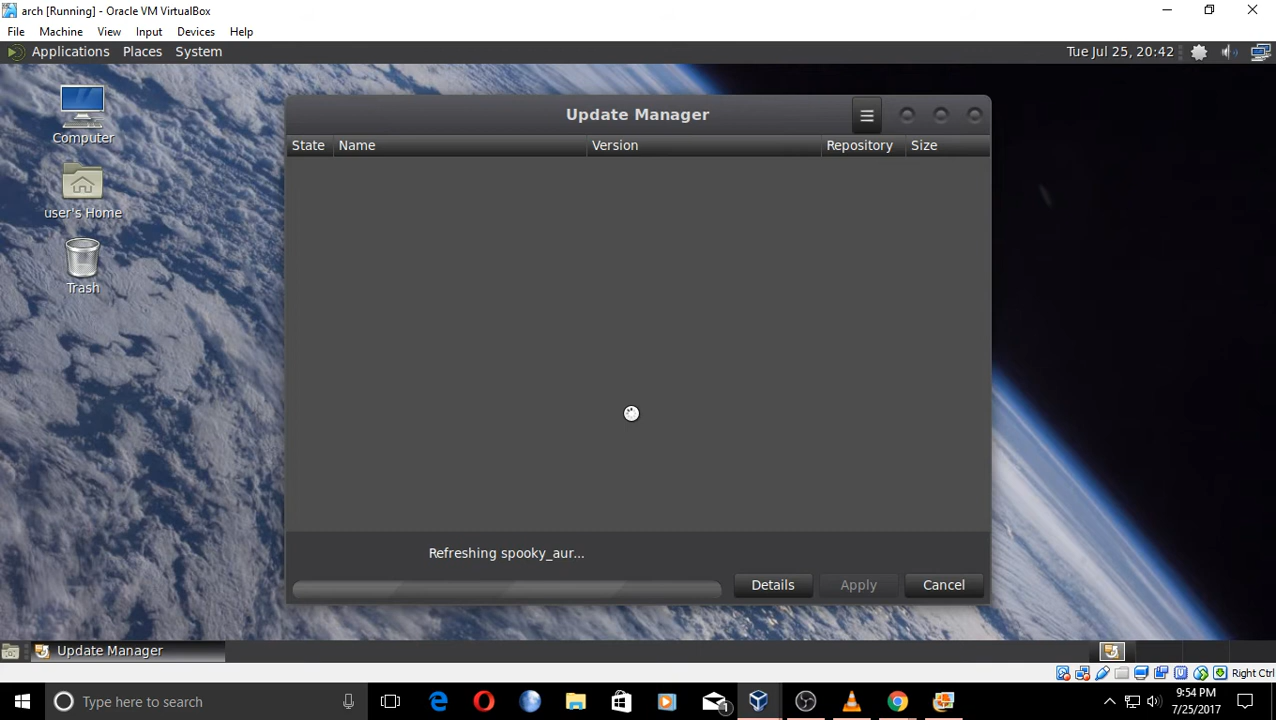 arch [Running] - Oracle VM VirtualBox
File Machine View Input Devices Help
Applications Places System Tue Jul 25, 20:42
Computer
user's Home
Trash
Update Manager
State Name Version Repository Size
Refreshing spooky_aur...
Details Apply Cancel
Update Manager
Right Ctrl
Type here to search
1
9:54 PM
7/25/2017